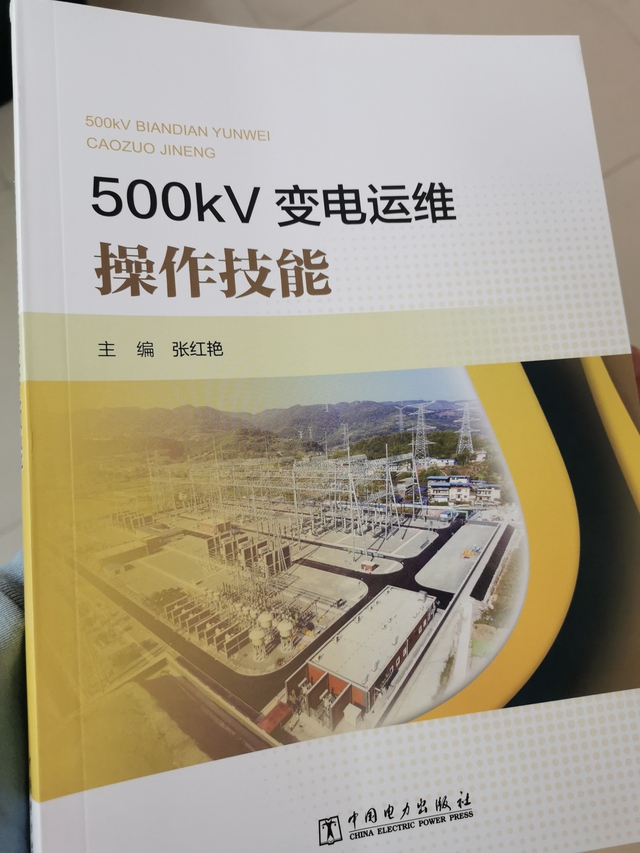 500kV BIANDIAN YUNWEI
CAOZUO JINENG
500kV 变电运维
操作技能
主 编 张红艳
中国电力出版社
CHINA ELECTRIC POWER PRESS